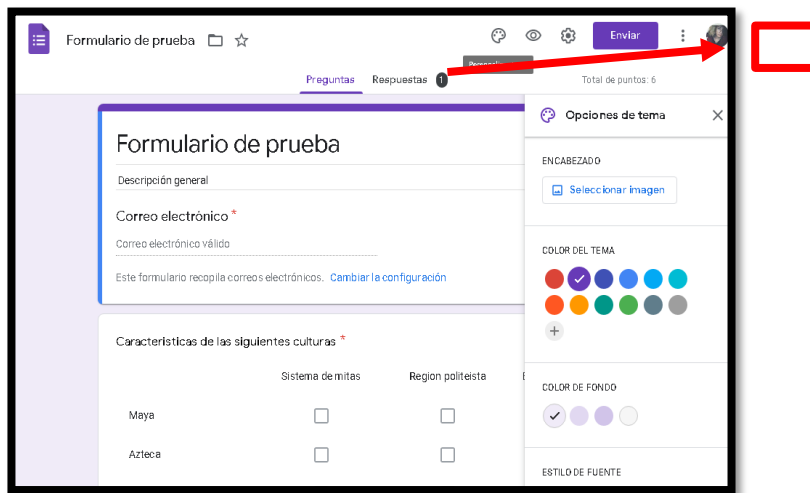 Formulario de prueba
Enviar
Preguntas Respuestas 1
Total de puntos: 6
Opciones de tema
Formulario de prueba
Descripción general
Correo electrónico *
Correo electrónico válido
Este formulario recopila correos electrónicos. Cambiar la configuración
ENCABEZADO
Seleccionar imagen
COLOR DEL TEMA
Caracteristicas de las siguientes culturas *
Sistema de mitas Region politeista
Maya
Azteca
COLOR DE FONDO
ESTILO DE FUENTE